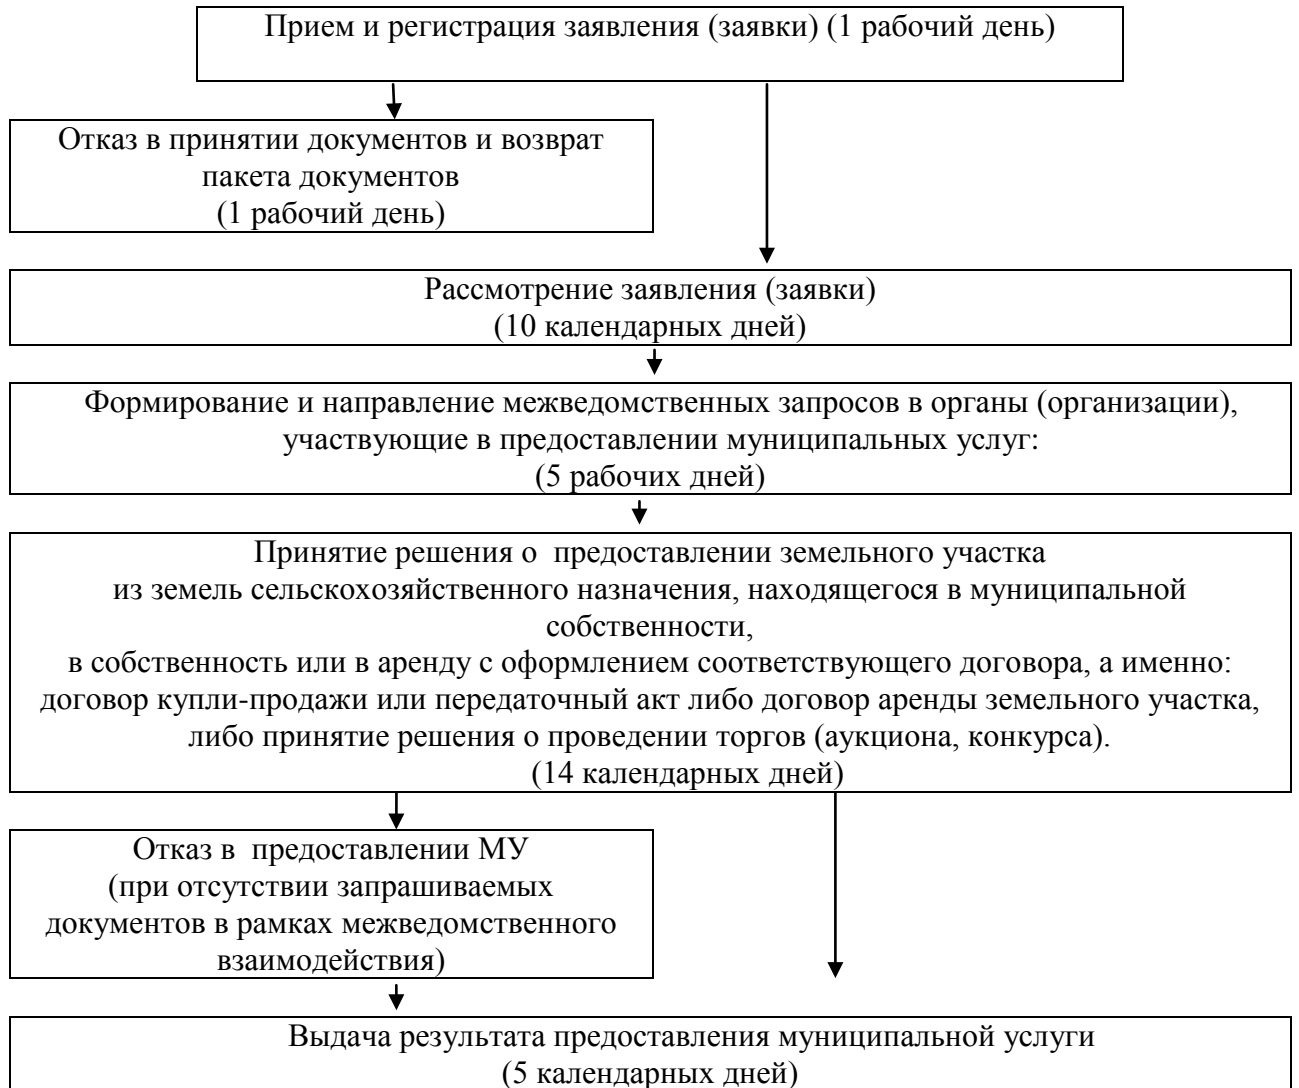 Прием и регистрация заявления (заявки) (1 рабочий день)
Отказ в принятии документов и возврат
пакета документов
(1 рабочий день)
Рассмотрение заявления (заявки)
(10 календарных дней)
Формирование и направление межведомственных запросов в органы (организации),
участвующие в предоставлении муниципальных услуг:
(5 рабочих дней)
Принятие решения о  предоставлении земельного участка
из земель сельскохозяйственного назначения, находящегося в муниципальной
собственности,
в собственность или в аренду с оформлением соответствующего договора, а именно:
договор купли-продажи или передаточный акт либо договор аренды земельного участка,
либо принятие решения о проведении торгов (аукциона, конкурса).
(14 календарных дней)
Отказ в  предоставлении МУ
(при отсутствии запрашиваемых
документов в рамках межведомственного
взаимодействия)
Выдача результата предоставления муниципальной услуги
(5 календарных дней)